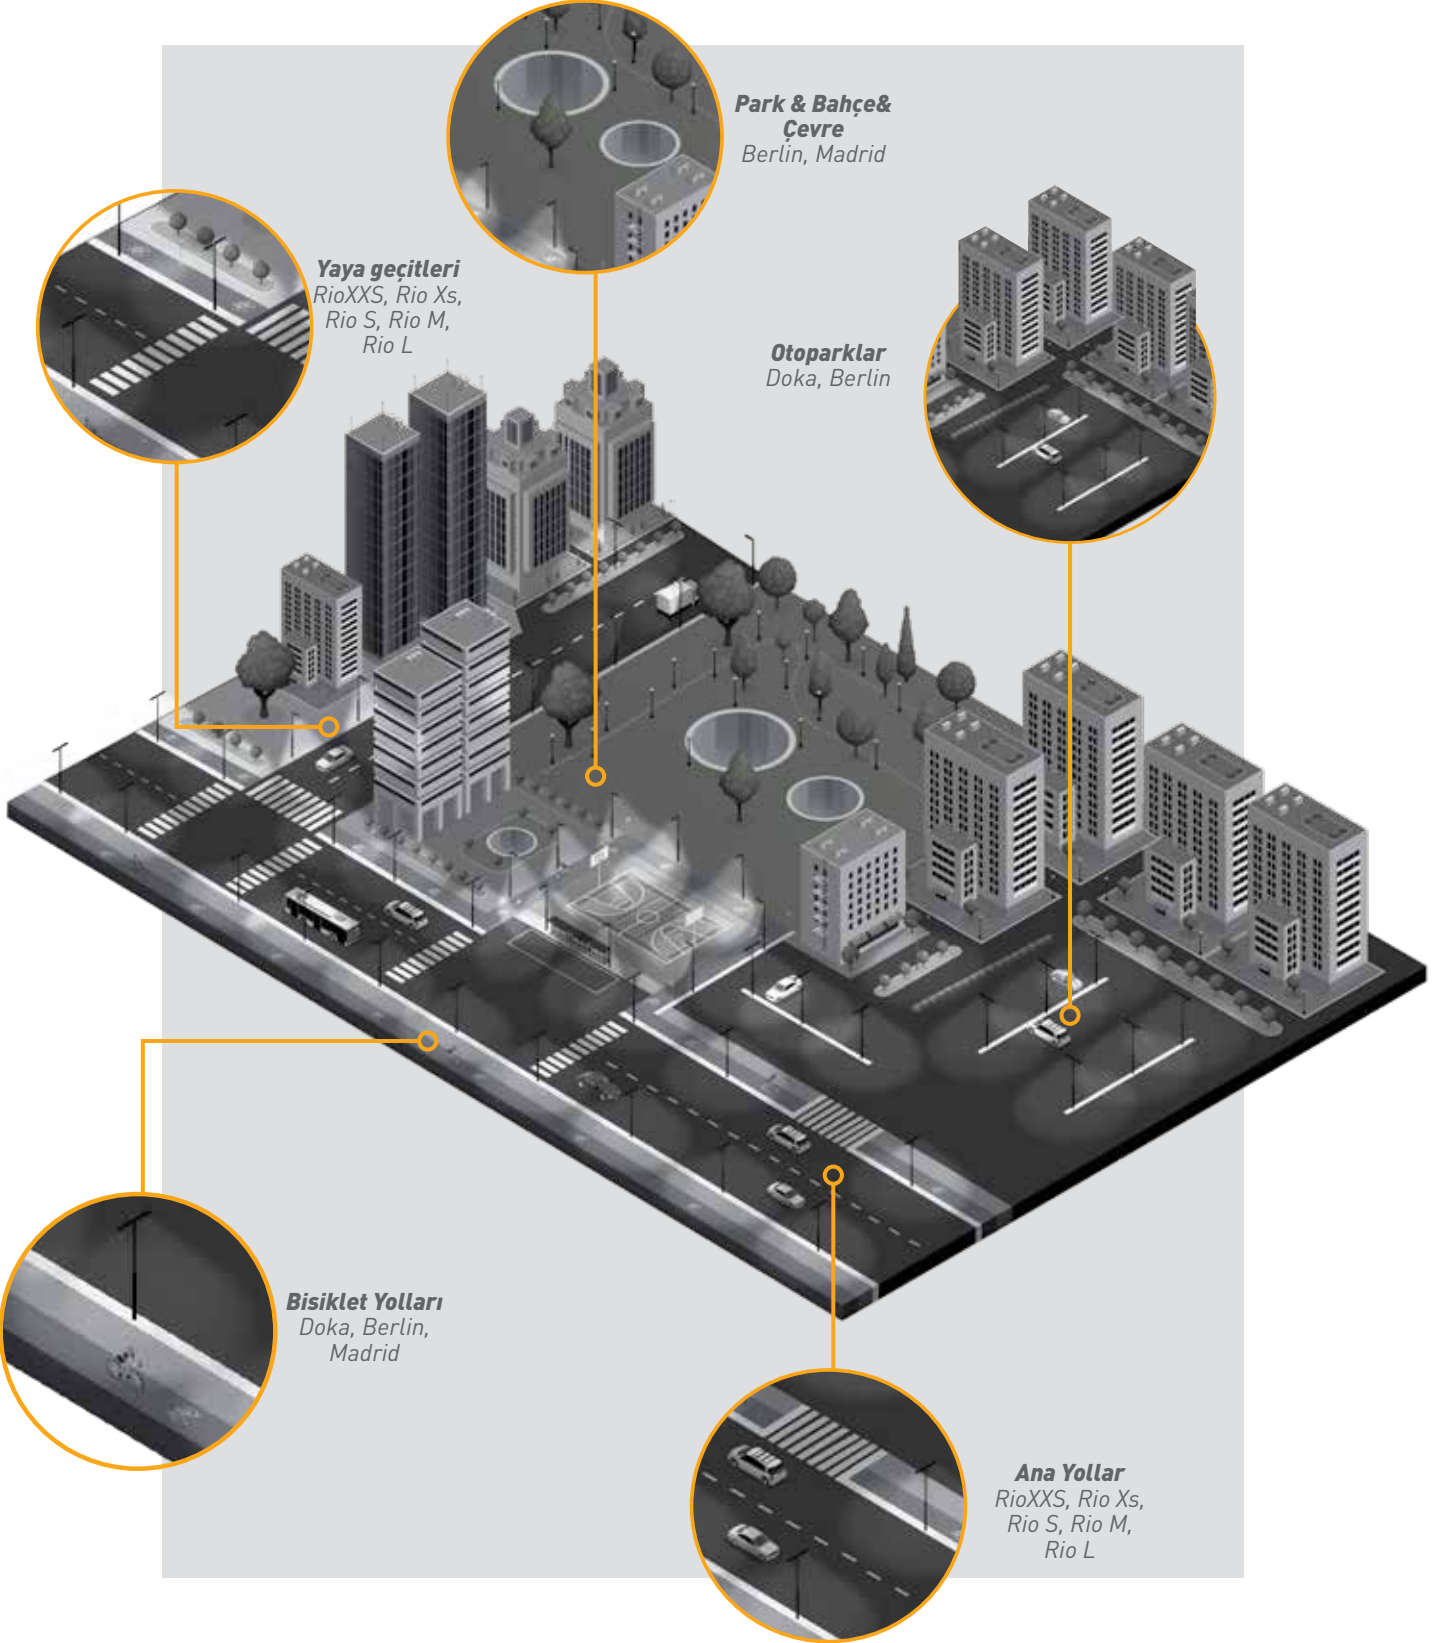 Park & Bahçe&
Çevre
Berlin, Madrid
Yaya geçitleri
RioXXS, Rio Xs,
Rio S, Rio M,
Rio L
Otoparklar
Doka, Berlin
Bisiklet Yolları
Doka, Berlin,
Madrid
Ana Yollar
RioXXS, Rio Xs,
Rio S, Rio M,
Rio L